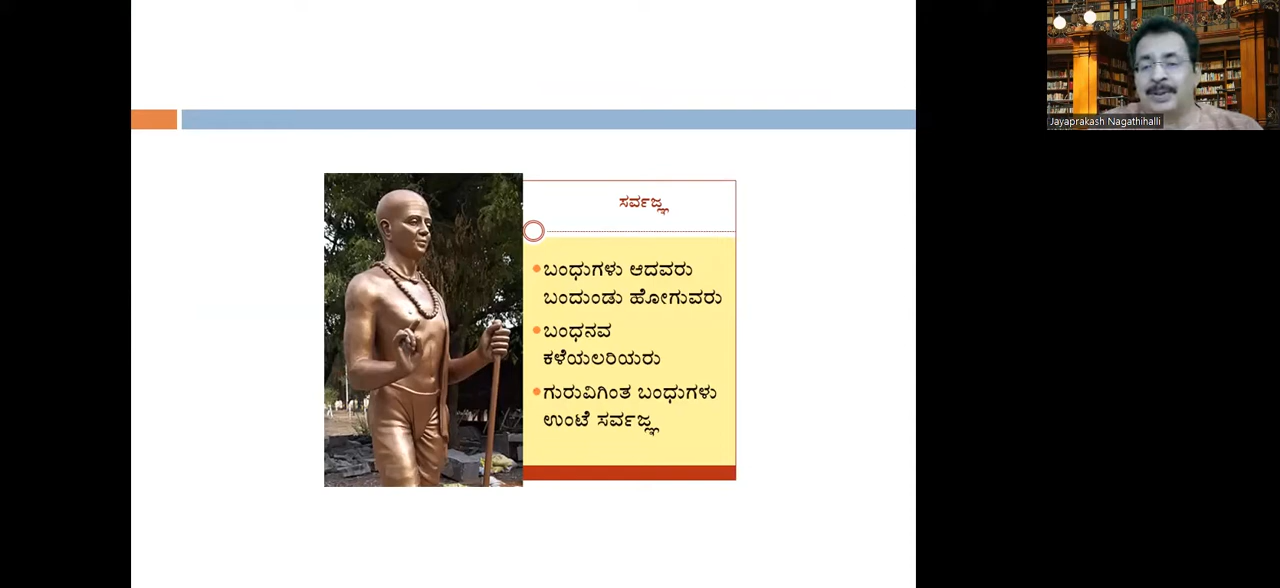 Jayaprakash Nagathihalli
ಸರ್ವಜ್ಞ
ಬಂಧುಗಳು ಆದವರು
ಬಂದುಂಡು ಹೋಗುವರು
ಬಂಧನವ
ಕಳೆಯಲರಿಯರು
ಗುರುವಿಗಿಂತ ಬಂಧುಗಳು
ಉಂಟೆ ಸರ್ವಜ್ಞ